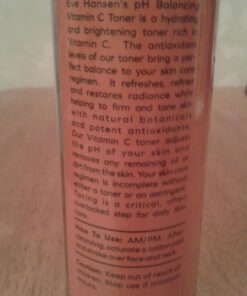 Eve Hansen's pH Balancing
Vitamin C Toner is a hydrating
and brightening toner rich in
Vitamin C. The antioxidant
levels of our toner bring a per-
fect balance to your skin care
regimen. It refreshes, refines
and restores radiance while
helping to firm and tone skin
with natural botanicals
and potent antioxidants.
Our Vitamin C toner adjusts
the pH of your skin and
removes any remaining oil or
dirt from the skin. Your skin care
regimen is incomplete without
either a toner or an astringent.
Toning is a critical, often
overlooked step for daily skin
care.
How To Use: AM/PM. After
cleansing, saturate a cotton pad
and stroke over face and neck.
Caution: Keep out of reach of
children. Stop use if irritation
occurs.